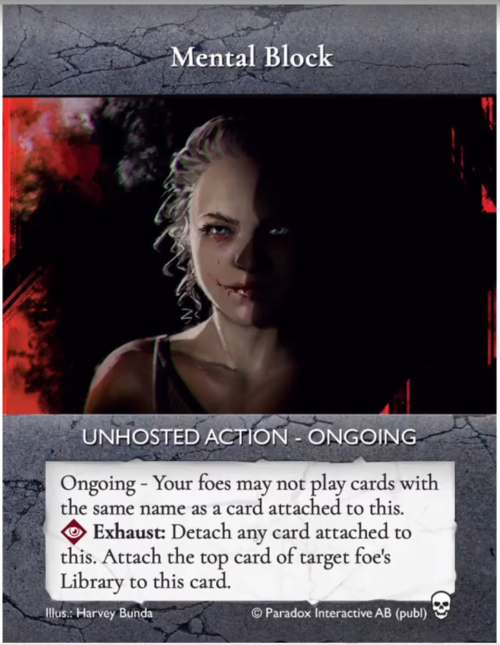 Mental Block
UNHOSTED ACTION - ONGOING
Ongoing - Your foes may not play cards with
the same name as a card attached to this.
Exhaust: Detach any card attached to
this. Attach the top card of target foe's
Library to this card.
Illus.: Harvey Bunda © Paradox Interactive AB (publ)